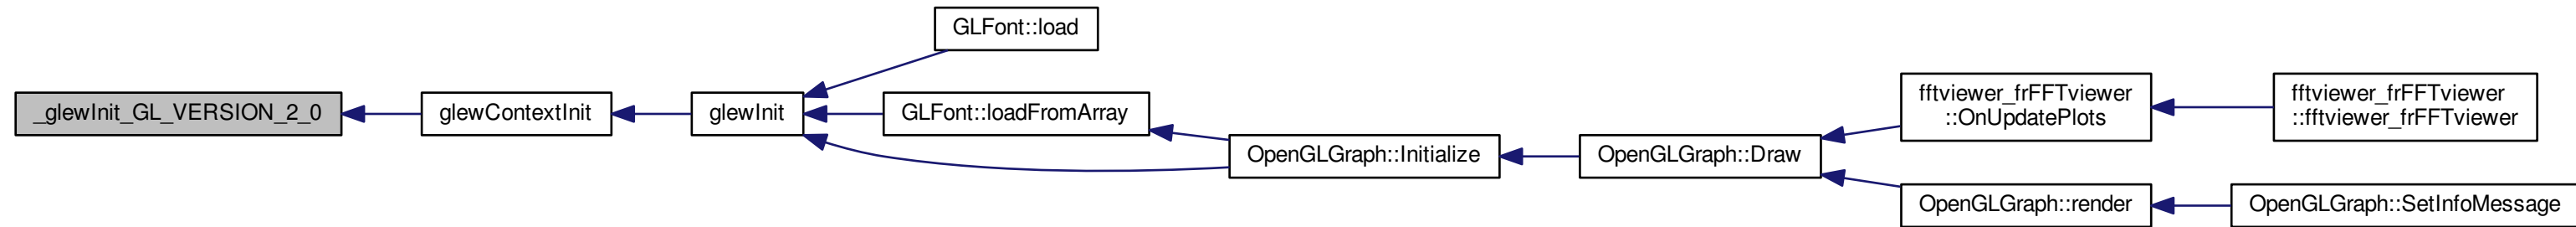 GLFont::load
_glewInit_GL_VERSION_2_0
glewContextInit
glewInit
GLFont::loadFromArray
OpenGLGraph::Initialize
OpenGLGraph::Draw
fftviewer_frFFTviewer
::OnUpdatePlots
fftviewer_frFFTviewer
::fftviewer_frFFTviewer
OpenGLGraph::render
OpenGLGraph::SetInfoMessage